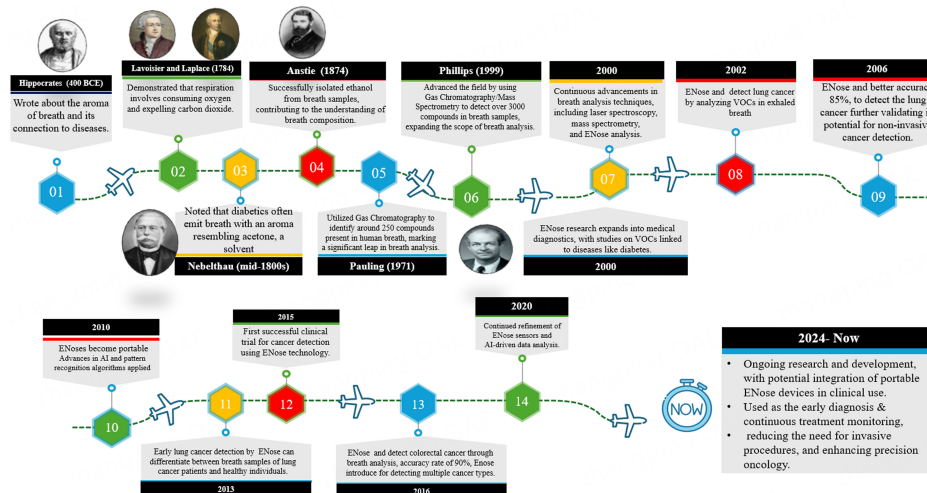 Hippocrates (400 BCE)
Wrote about the aroma
of breath and its
connection to diseases.
01
Lavoisier and Laplace (1784)
Demonstrated that respiration
involves consuming oxygen
and expelling carbon dioxide.
02
03
Noted that diabetics often
emit breath with an aroma
resembling acetone, a
solvent
Nebelthau (mid-1800s)
Anstie (1874)
Successfully isolated ethanol
from breath samples,
contributing to the understanding of
breath composition.
04
05
Utilized Gas Chromatography to
identify around 250 compounds
present in human breath, marking
a significant leap in breath analysis.
Pauling (1971)
Phillips (1999)
Advanced the field by using
Gas Chromatography/Mass
Spectrometry to detect over 3000
compounds in breath samples,
expanding the scope of breath analysis.
06
2000
Continuous advancements in
breath analysis techniques,
including laser spectroscopy,
mass spectrometry,
and ENose analysis.
07
ENose research expands into medical
diagnostics, with studies on VOCs linked
to diseases like diabetes.
2000
2002
ENose and detect lung cancer
by analyzing VOCs in exhaled
breath
08
2006
ENose and better accurac
85%, to detect the lung
cancer further validating i
potential for non-invasiv
cancer detection.
09
2010
ENoses become portable
Advances in AI and pattern
recognition algorithms applied
10
11
Early lung cancer detection by ENose can
differentiate between breath samples of lung
cancer patients and healthy individuals.
2013
2015
First successful clinical
trial for cancer detection
using ENose technology.
12
13
ENose and detect colorectal cancer through
breath analysis, accuracy rate of 90%, Enose
introduce for detecting multiple cancer types.
2016
2020
Continued refinement of
ENose sensors and
AI-driven data analysis.
14
NOW
2024- Now
• Ongoing research and development,
with potential integration of portable
ENose devices in clinical use.
• Used as the early diagnosis &
continuous treatment monitoring,
• reducing the need for invasive
procedures, and enhancing precision
oncology.